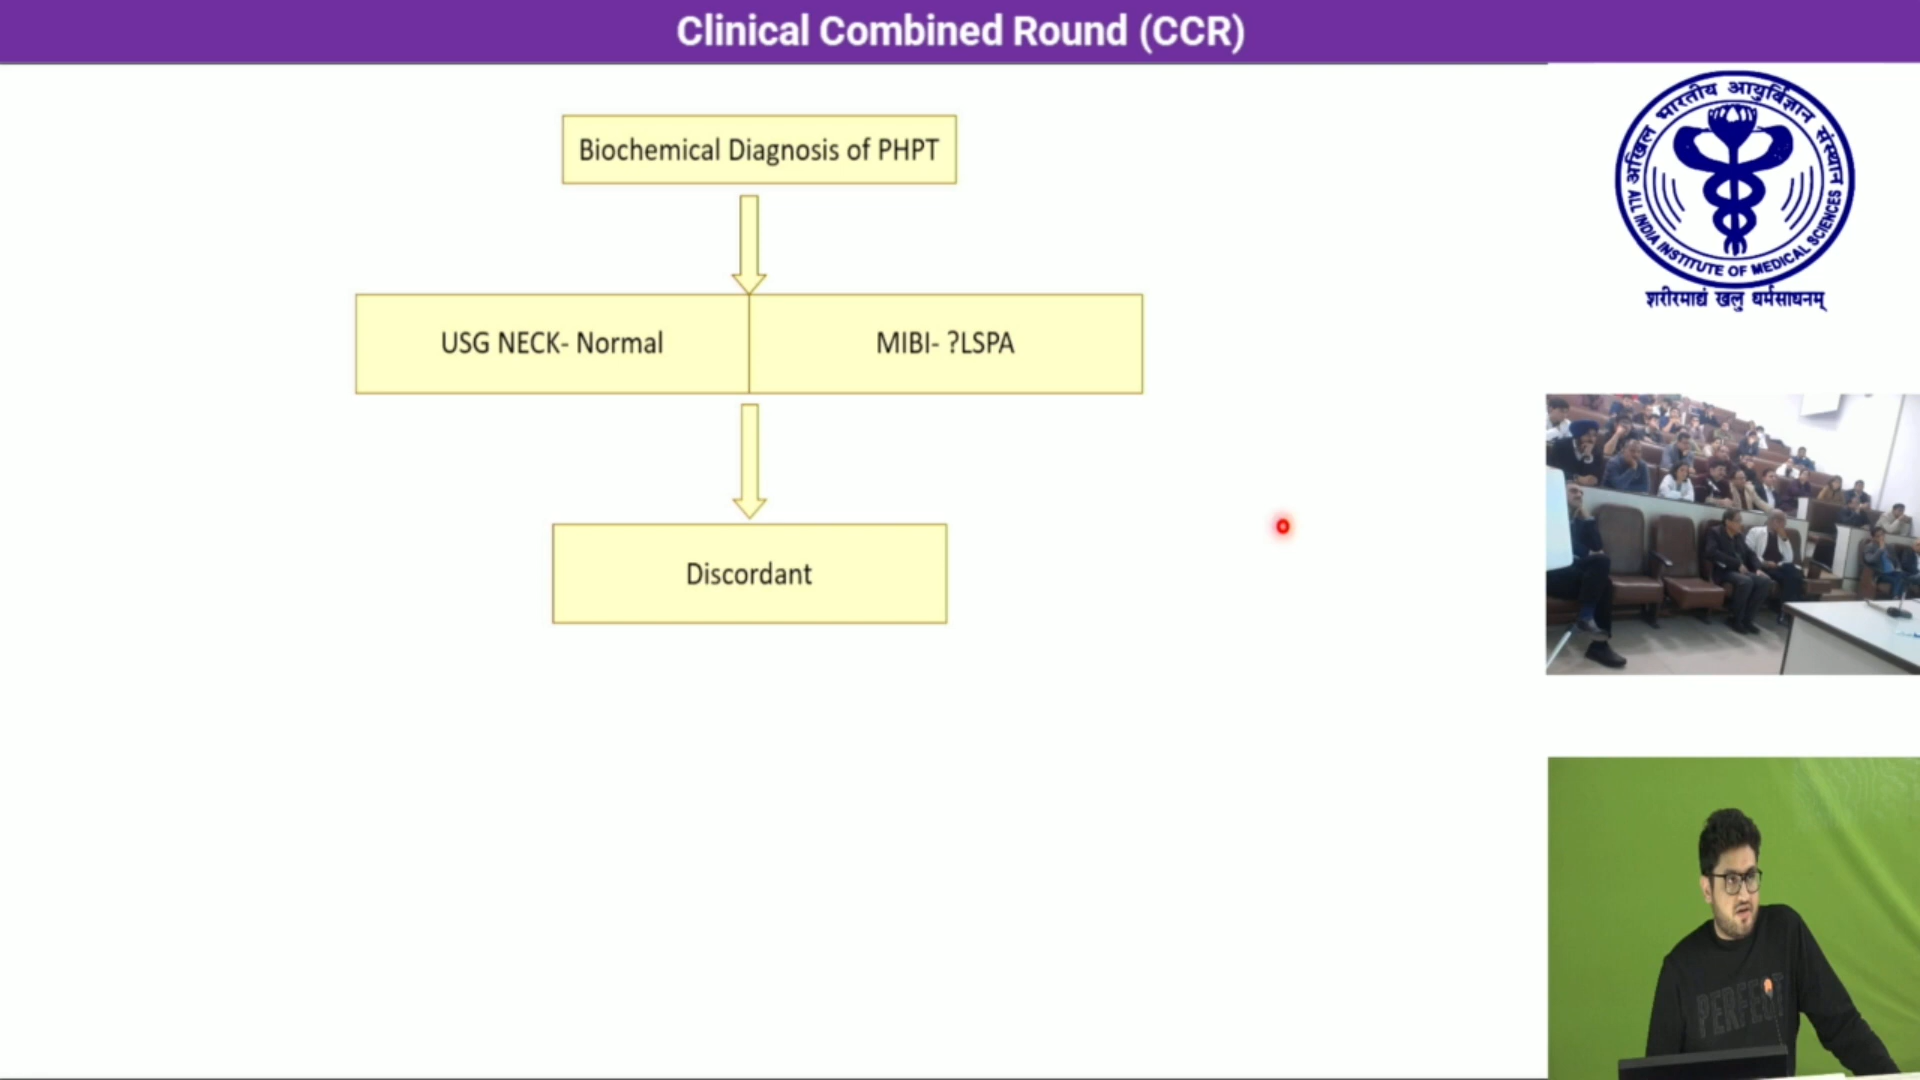 Clinical Combined Round (CCR)
Biochemical Diagnosis of PHPT
USG NECK- Normal
MIBI- ?LSPA
Discordant
अखिल भारतीय आयुर्विज्ञान संस्थान
ALL INDIA INSTITUTE OF MEDICAL SCIENCES
शरीरमाद्यं खलु धर्मसाधनम्
PERFECT